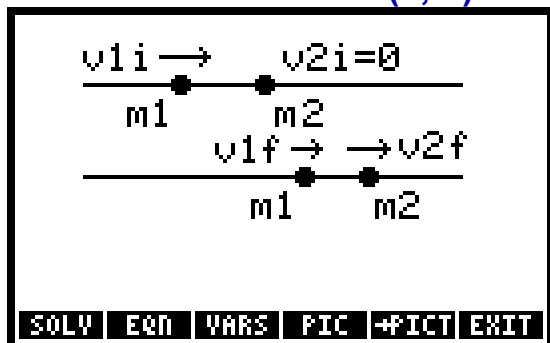 v1i→ v2i=0
m1 m2
v1f→ →v2f
m1 m2
SOLV EQN VARS PIC →PICT EXIT